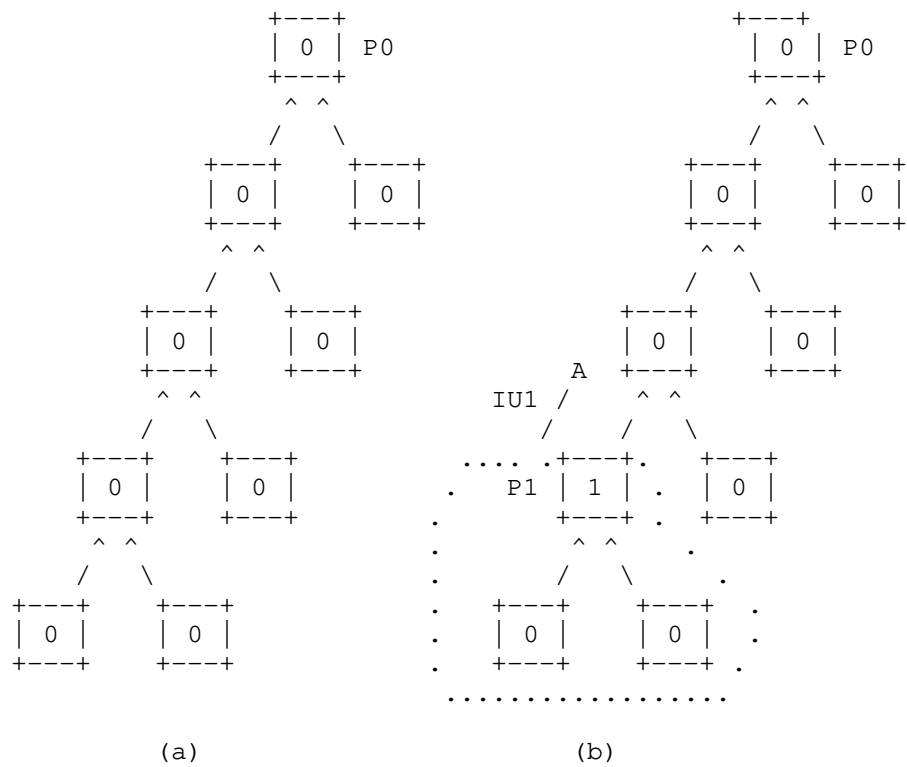 +---+                         +---+
| 0 | P0                       | 0 | P0
+---+                          +---+
^ ^                            ^ ^
/   \                          /   \
+---+    +---+             +---+    +---+
| 0 |    | 0 |             | 0 |    | 0 |
+---+    +---+             +---+    +---+
^ ^                        ^ ^
/   \                      /   \
+---+    +---+             +---+    +---+
| 0 |    | 0 |             | 0 |    | 0 |
+---+    +---+           A +---+    +---+
^ ^                 IU1 /    ^ ^
/   \                  /    /   \
+---+    +---+      .... .+---+.   +---+
| 0 |    | 0 |     .   P1 | 1 | .  | 0 |
+---+    +---+    .       +---+ .  +---+
^ ^               .        ^ ^    .
/   \             .       /   \     .
+---+    +---+    .   +---+    +---+  .
| 0 |    | 0 |    .   | 0 |    | 0 |  .
+---+    +---+    .   +---+    +---+ .
..................
(a)                       (b)